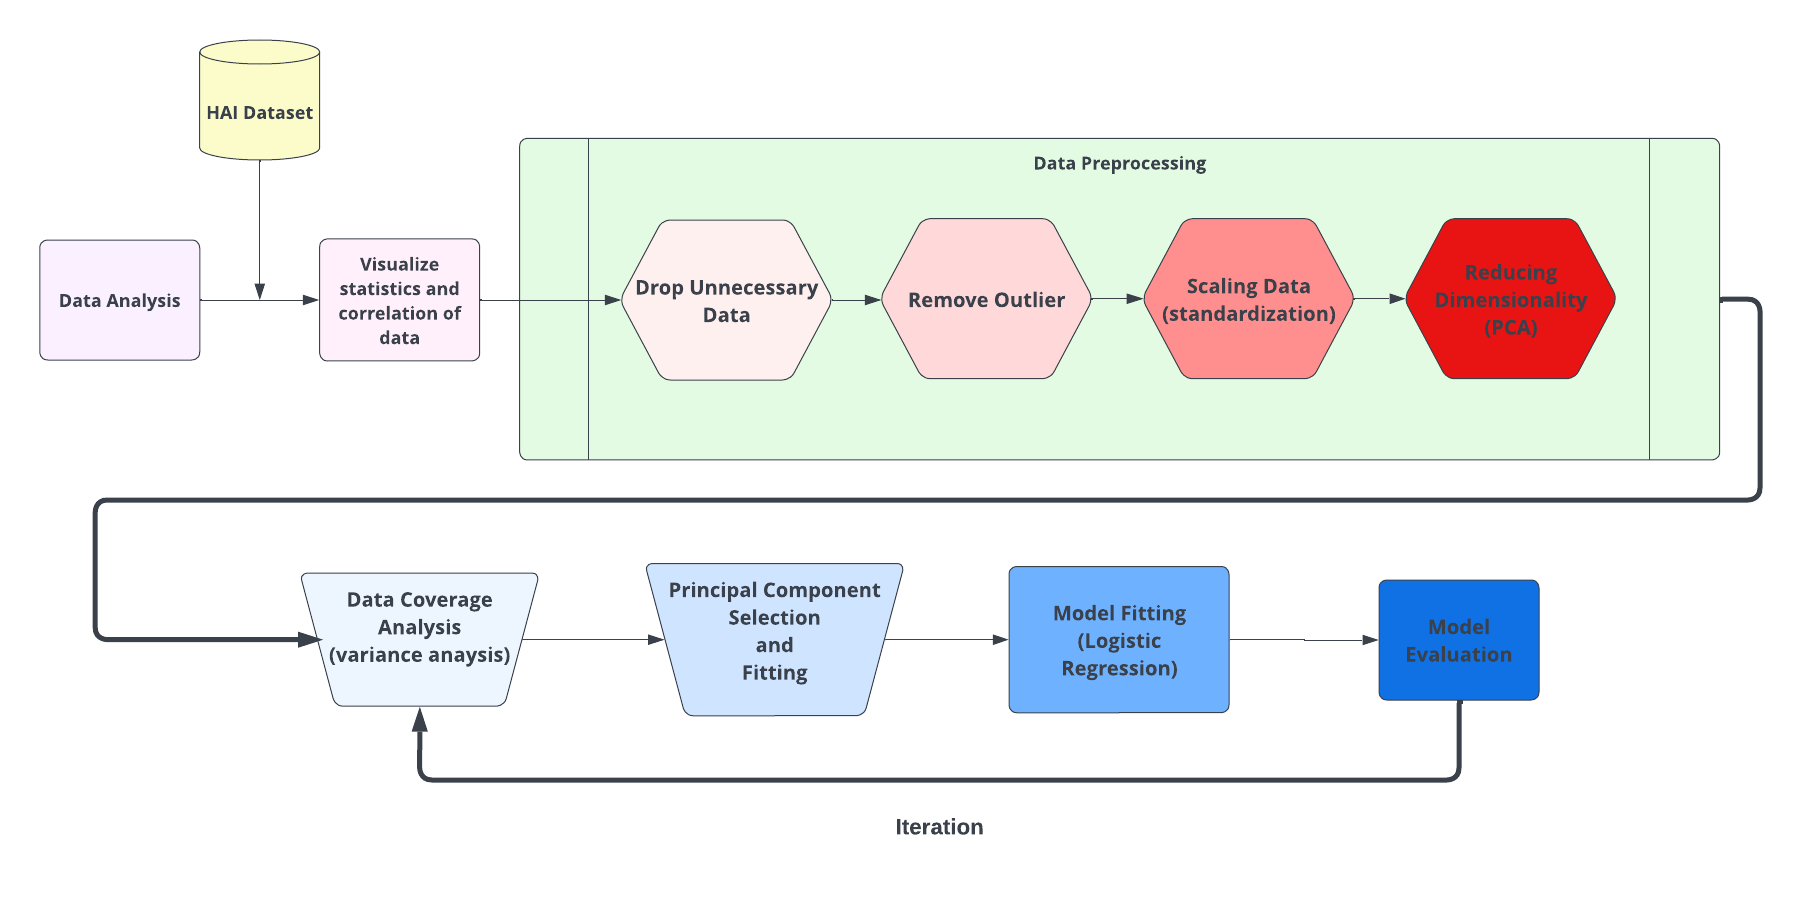 HAI Dataset
Data Preprocessing
Data Analysis
Visualize
statistics and
correlation of
data
Drop Unnecessary
Data
Remove Outlier
Scaling Data
(standardization)
Reducing
Dimensionality
(PCA)
Data Coverage
Analysis
(variance anaysis)
Principal Component
Selection
and
Fitting
Model Fitting
(Logistic
Regression)
Model
Evaluation
Iteration